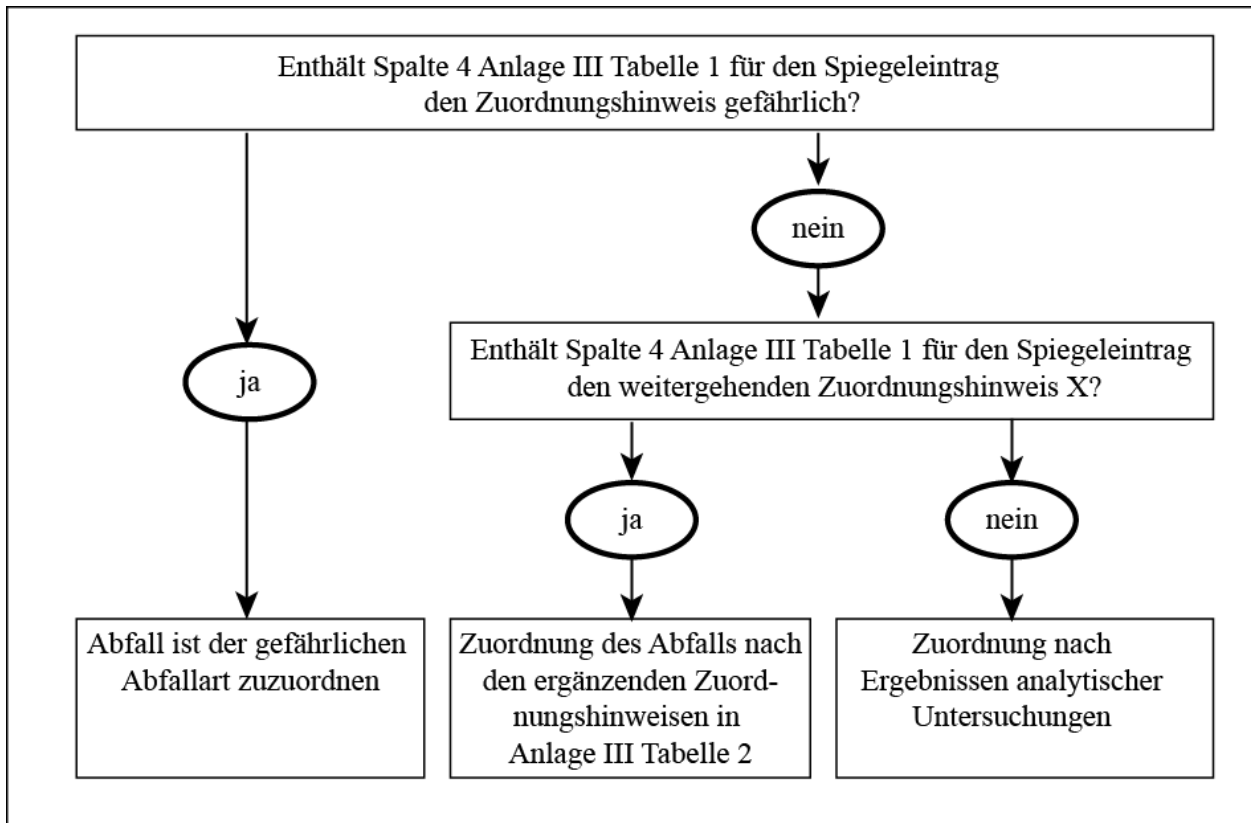 Enthält Spalte 4 Anlage III Tabelle 1 für den Spiegeleintrag
den Zuordnungshinweis gefährlich?
nein
Enthält Spalte 4 Anlage III Tabelle 1 für den Spiegeleintrag
den weitergehenden Zuordnungshinweis X?
ja
ja
nein
Abfall ist der gefährlichen
Abfallart zuzuordnen
Zuordnung des Abfalls nach
den ergänzenden Zuord-
nungshinweisen in
Anlage III Tabelle 2
Zuordnung nach
Ergebnissen analytischer
Untersuchungen